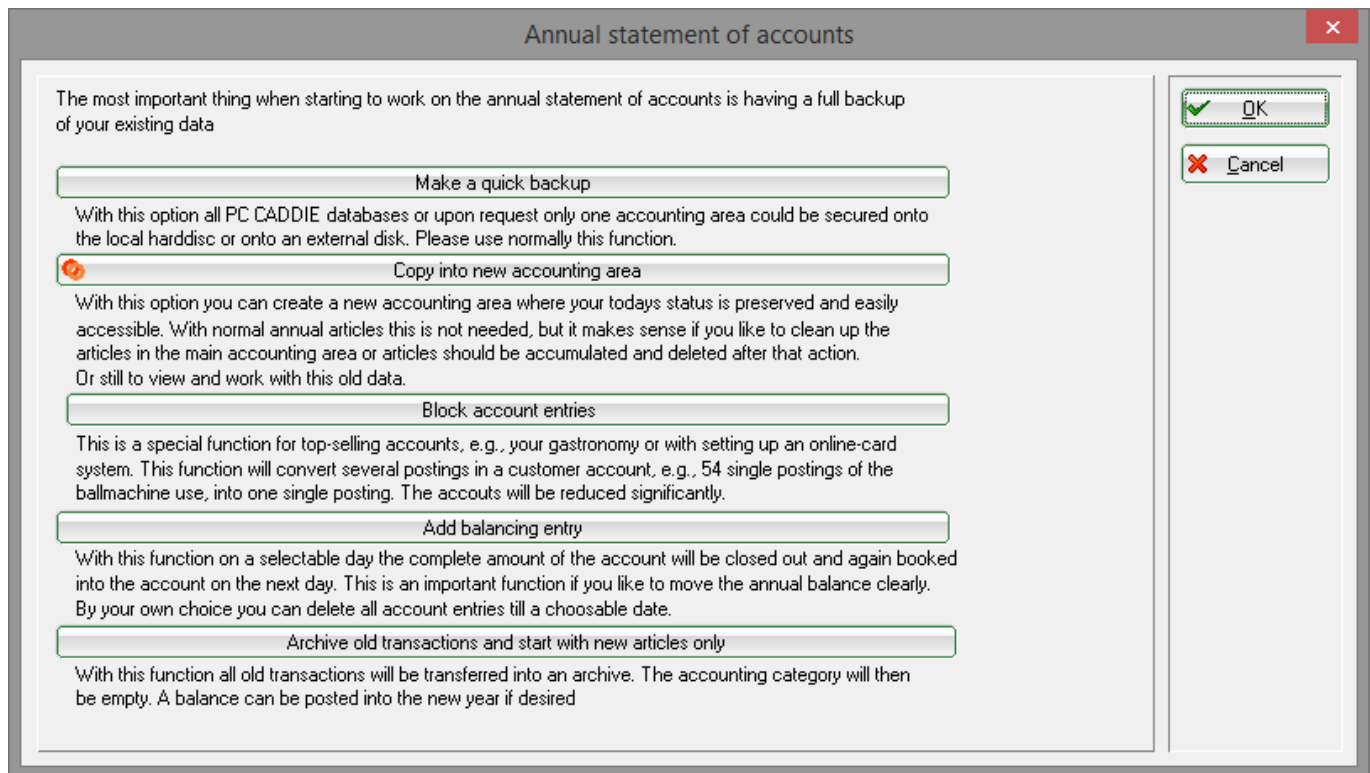 Annual statement of accounts
The most important thing when starting to work on the annual statement of accounts is having a full backup
of your existing data
OK
Cancel
Make a quick backup
With this option all PC CADDIE databases or upon request only one accounting area could be secured onto
the local harddisc or onto an external disk. Please use normally this function.
Copy into new accounting area
With this option you can create a new accounting area where your todays status is preserved and easily
accessible. With normal annual articles this is not needed, but it makes sense if you like to clean up the
articles in the main accounting area or articles should be accumulated and deleted after that action.
Or still to view and work with this old data.
Block account entries
This is a special function for top-selling accounts, e.g., your gastronomy or with setting up an online-card
system. This function will convert several postings in a customer account, e.g., 54 single postings of the
ballmachine use, into one single posting. The accouts will be reduced significantly.
Add balancing entry
With this function on a selectable day the complete amount of the account will be closed out and again booked
into the account on the next day. This is an important function if you like to move the annual balance clearly.
By your own choice you can delete all account entries till a choosable date.
Archive old transactions and start with new articles only
With this function all old transactions will be transferred into an archive. The accounting category will then
be empty. A balance can be posted into the new year if desired